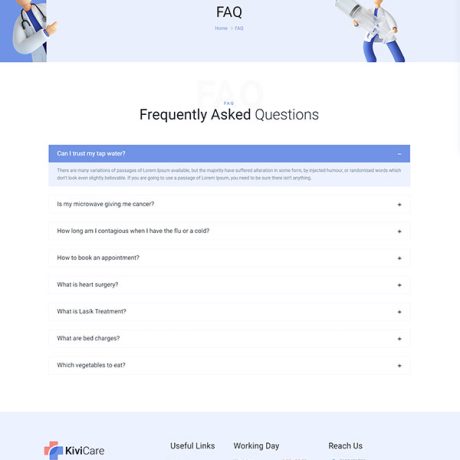 FAQ
Home > FAQ
FAQ
FAQ
Frequently Asked Questions
Can I trust my tap water? −
There are many variations of passages of Lorem Ipsum available, but the majority have suffered alteration in some form, by injected humour, or randomised words which
don't look even slightly believable. If you are going to use a passage of Lorem Ipsum, you need to be sure there isn't anything.
Is my microwave giving me cancer? +
How long am I contagious when I have the flu or a cold? +
How to book an appointment? +
What is heart surgery? +
What is Lasik Treatment? +
What are bed charges? +
Which vegetables to eat? +
KiviCare
Useful Links
Working Day
Reach Us